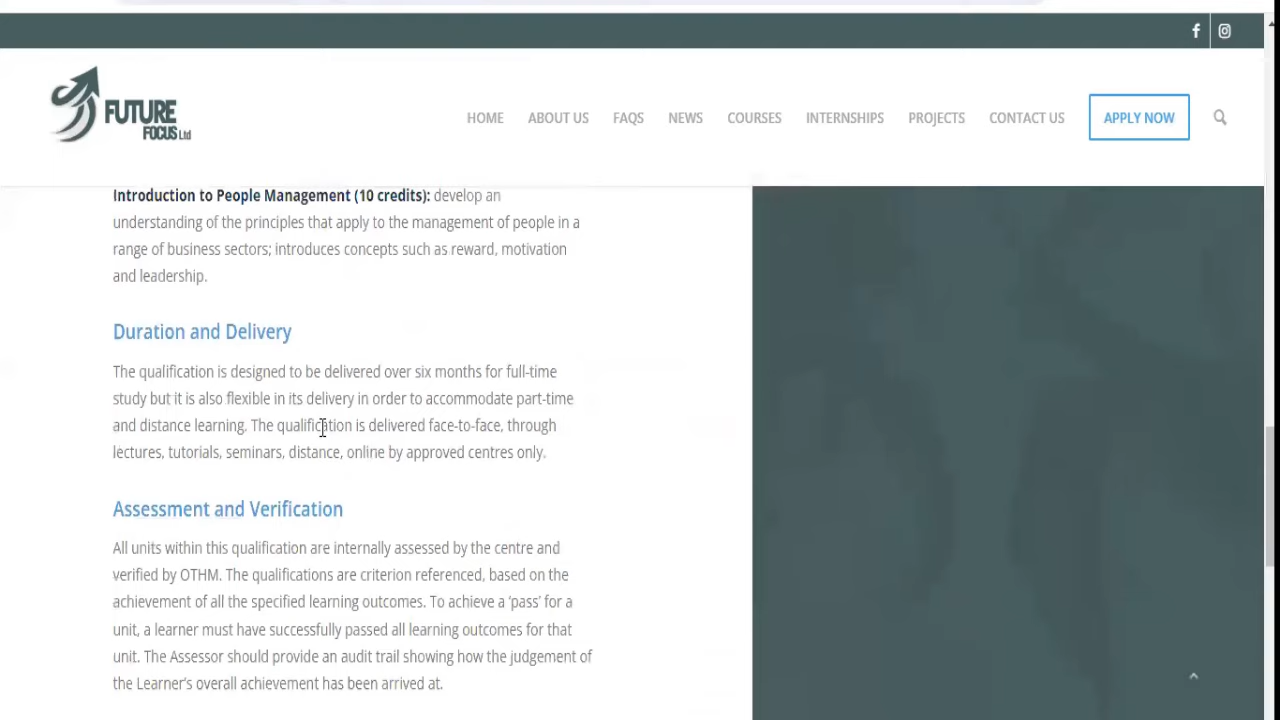 FUTURE
FOCUS Ltd
HOME ABOUT US FAQS NEWS COURSES INTERNSHIPS PROJECTS CONTACT US APPLY NOW
Introduction to People Management (10 credits): develop an
understanding of the principles that apply to the management of people in a
range of business sectors; introduces concepts such as reward, motivation
and leadership.
Duration and Delivery
The qualification is designed to be delivered over six months for full-time
study but it is also flexible in its delivery in order to accommodate part-time
and distance learning. The qualification is delivered face-to-face, through
lectures, tutorials, seminars, distance, online by approved centres only.
Assessment and Verification
All units within this qualification are internally assessed by the centre and
verified by OTHM. The qualifications are criterion referenced, based on the
achievement of all the specified learning outcomes. To achieve a ‘pass’ for a
unit, a learner must have successfully passed all learning outcomes for that
unit. The Assessor should provide an audit trail showing how the judgement of
the Learner’s overall achievement has been arrived at.